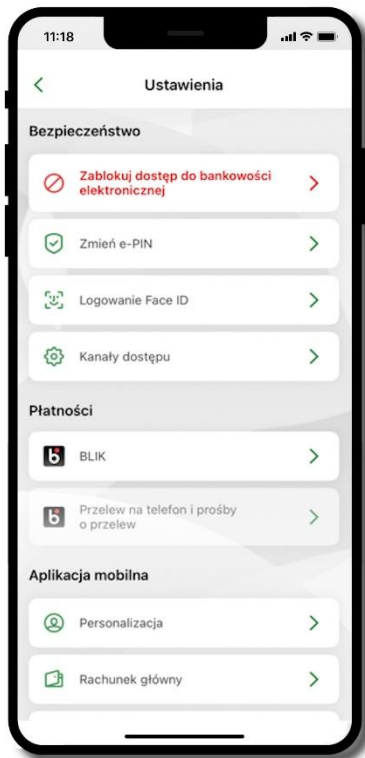 11:18
Ustawienia
Bezpieczeństwo
Zablokuj dostęp do bankowości
elektronicznej
Zmień e-PIN
Logowanie Face ID
Kanały dostępu
Płatności
BLIK
Przelew na telefon i prośby
o przelew
Aplikacja mobilna
Personalizacja
Rachunek główny